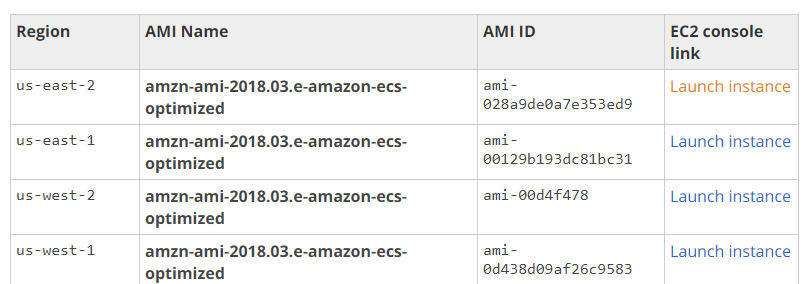 Region AMI Name AMI ID EC2 console
link
us-east-2 amzn-ami-2018.03.e-amazon-ecs- ami- Launch instance
optimized 028a9de0a7e353ed9
us-east-1 amzn-ami-2018.03.e-amazon-ecs- ami- Launch instance
optimized 00129b193dc81bc31
us-west-2 amzn-ami-2018.03.e-amazon-ecs- ami-00d4f478 Launch instance
optimized
us-west-1 amzn-ami-2018.03.e-amazon-ecs- ami- Launch instance
optimized 0d438d09af26c9583